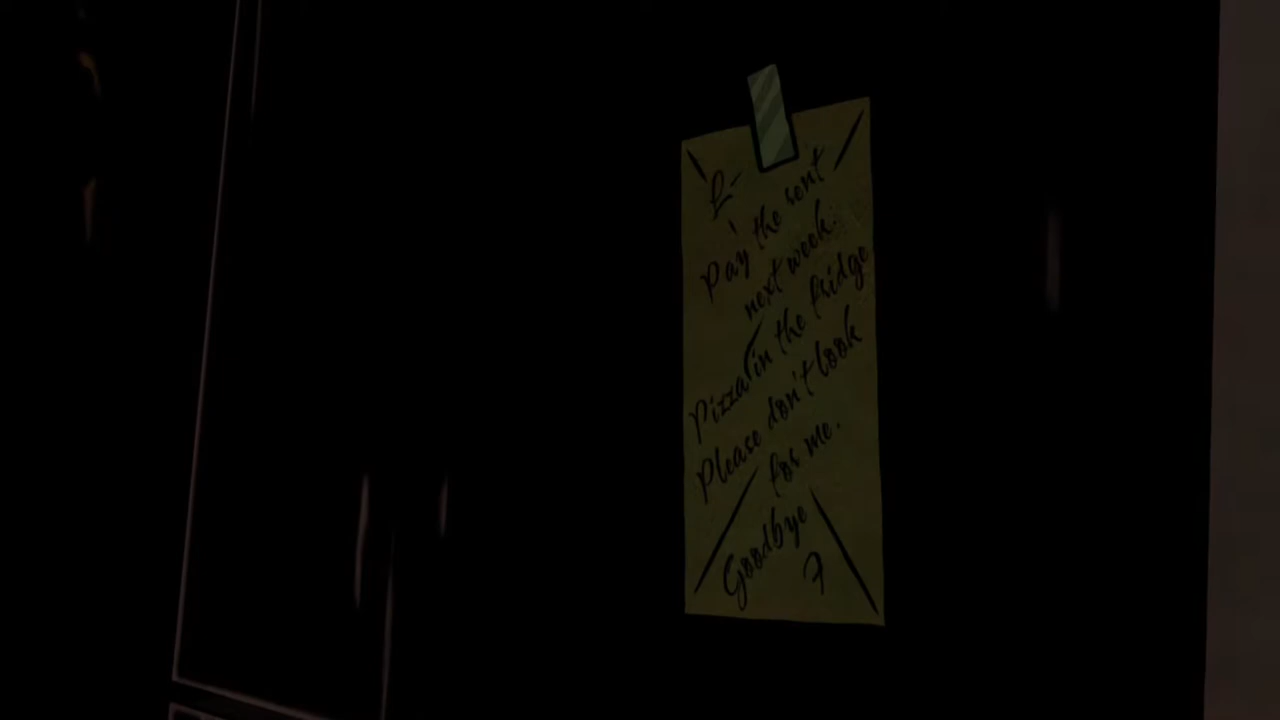 E-
Pay the rent
next week.
Pizza in the fridge
Please don't look
for me.
Goodbye
F